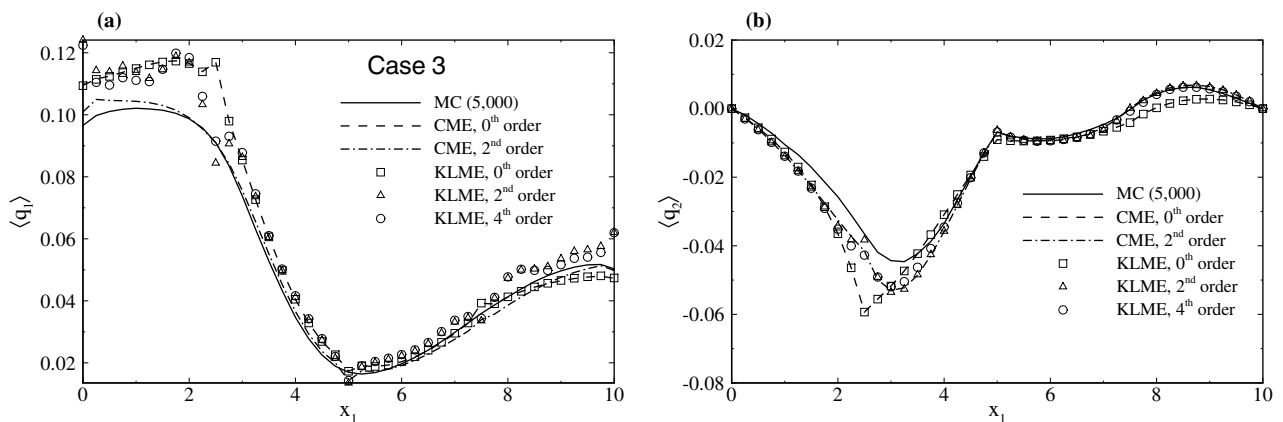 (a)
⟨q₁⟩
0.12
0.10
0.08
0.06
0.04
0.02
0
2
4
6
8
10
x₁
Case 3
MC (5,000)
CME, 0ᵗʰ order
CME, 2ⁿᵈ order
KLME, 0ᵗʰ order
KLME, 2ⁿᵈ order
KLME, 4ᵗʰ order
(b)
⟨q₂⟩
0.02
0.00
-0.02
-0.04
-0.06
-0.08
0
2
4
6
8
10
x₁
MC (5,000)
CME, 0ᵗʰ order
CME, 2ⁿᵈ order
KLME, 0ᵗʰ order
KLME, 2ⁿᵈ order
KLME, 4ᵗʰ order